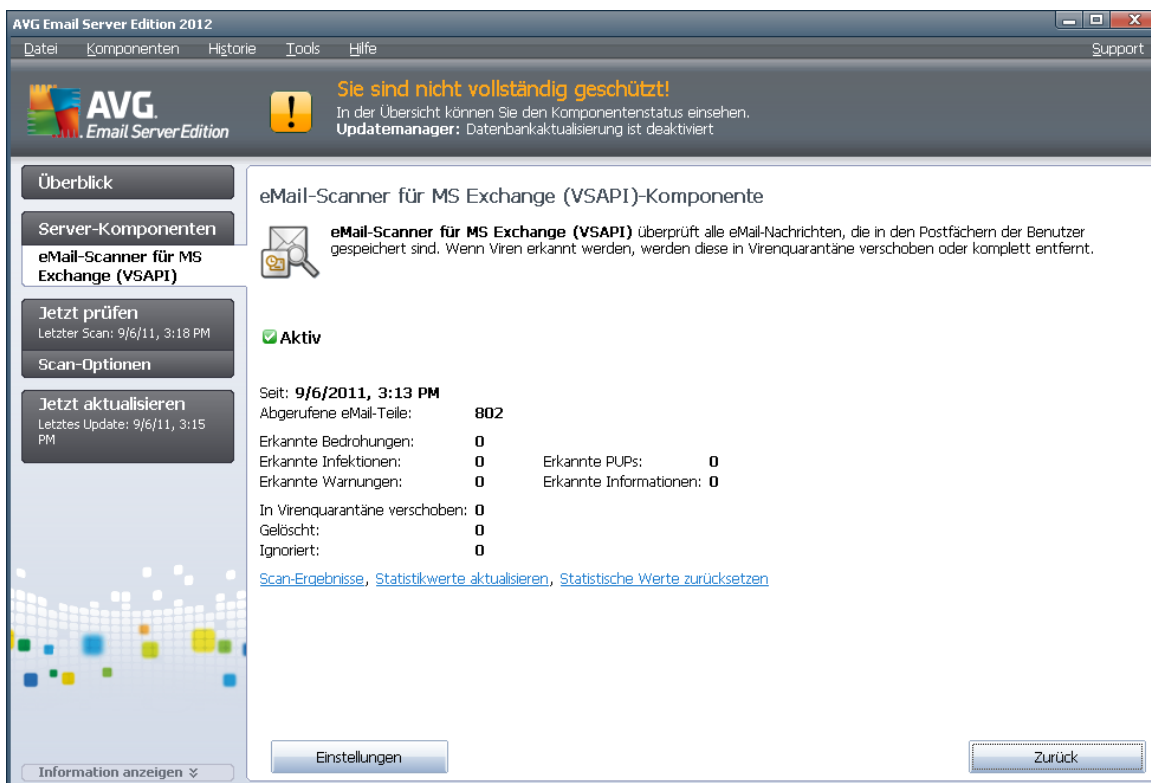 AVG Email Server Edition 2012
Datei Komponenten Historie Tools Hilfe Support
AVG.
Email Server Edition
Sie sind nicht vollständig geschützt!
In der Übersicht können Sie den Komponentenstatus einsehen.
Updatemanager: Datenbankaktualisierung ist deaktiviert
Überblick
Server-Komponenten
eMail-Scanner für MS
Exchange (VSAPI)
Jetzt prüfen
Letzter Scan: 9/6/11, 3:18 PM
Scan-Optionen
Jetzt aktualisieren
Letztes Update: 9/6/11, 3:15
PM
Information anzeigen
eMail-Scanner für MS Exchange (VSAPI)-Komponente
eMail-Scanner für MS Exchange (VSAPI) überprüft alle eMail-Nachrichten, die in den Postfächern der Benutzer
gespeichert sind. Wenn Viren erkannt werden, werden diese in Virenquarantäne verschoben oder komplett entfernt.
Aktiv
Seit: 9/6/2011, 3:13 PM
Abgerufene eMail-Teile: 802
Erkannte Bedrohungen: 0
Erkannte Infektionen: 0 Erkannte PUPs: 0
Erkannte Warnungen: 0 Erkannte Informationen: 0
In Virenquarantäne verschoben: 0
Gelöscht: 0
Ignoriert: 0
Scan-Ergebnisse, Statistikwerte aktualisieren, Statistische Werte zurücksetzen
Einstellungen Zurück